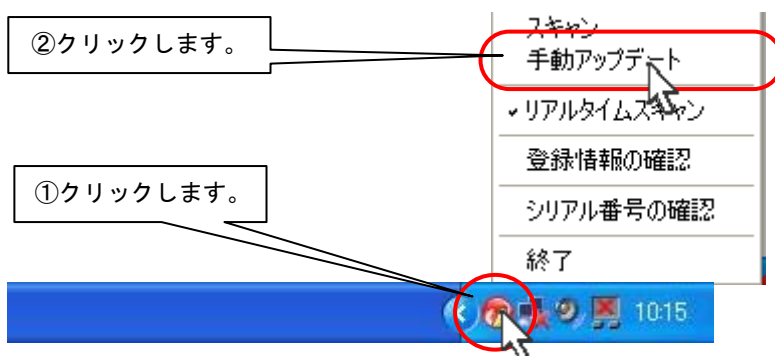 ②クリックします。
スキャン
手動アップデート
✓リアルタイムスキャン
登録情報の確認
①クリックします。
シリアル番号の確認
終了
10:15